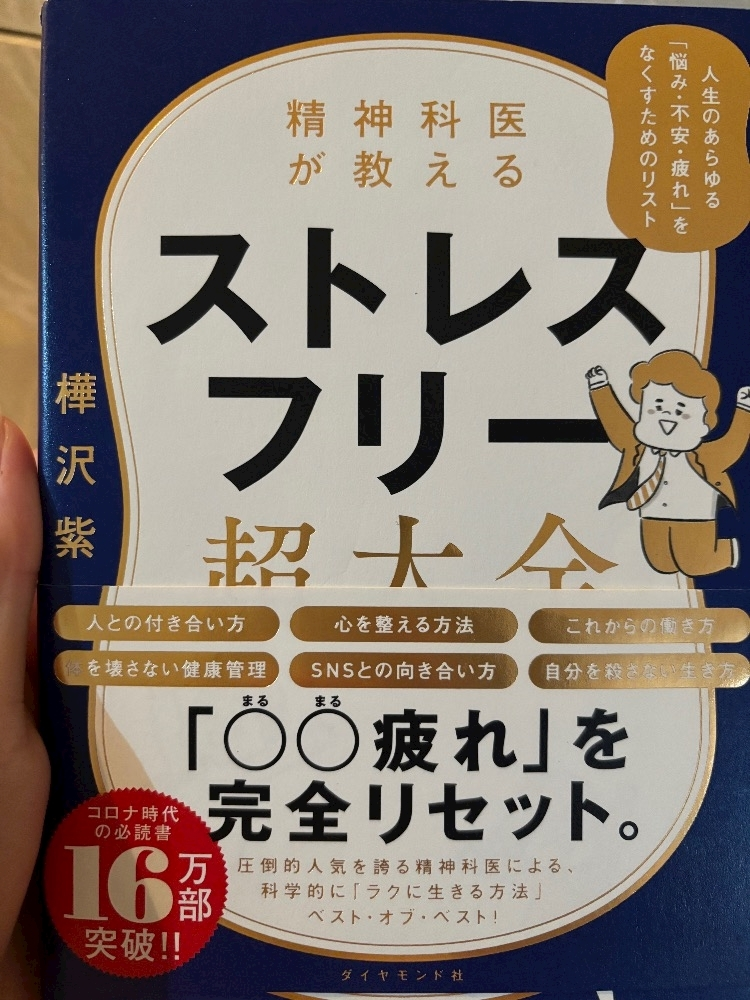 人生のあらゆる
「悩み・不安・疲れ」を
なくすためのリスト
精神科医
が教える
ストレス
フリー
超大全
樺沢紫
人との付き合い方
心を整える方法
これからの働き方
を壊さない健康管理
SNSとの向き合い方
自分を殺さない生き方
まる まる
「○○疲れ」を
完全リセット。
コロナ時代
の必読書
16万部
突破!!
圧倒的人気を誇る精神科医による、
科学的に「ラクに生きる方法」
ベスト・オブ・ベスト!
ダイヤモンド社